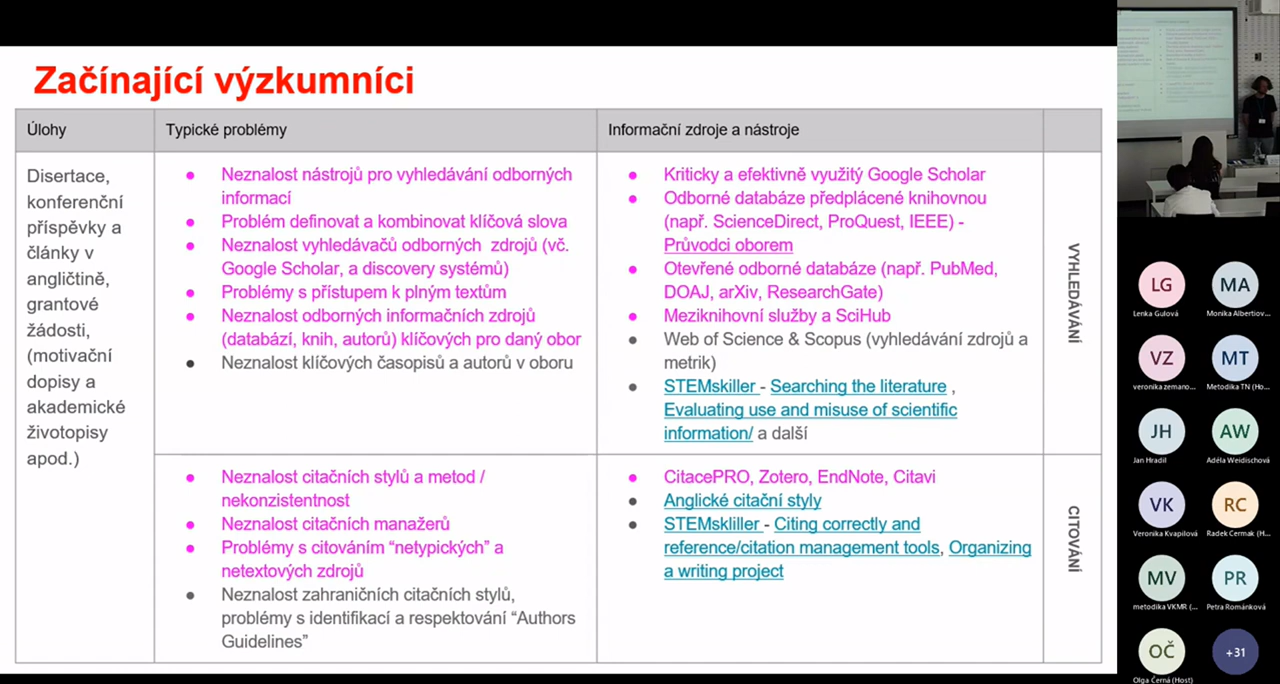 Začínající výzkumníci
Úlohy
Typické problémy
Informační zdroje a nástroje
Disertace,
konferenční
příspěvky a
články v
angličtině,
grantové
žádosti,
(motivační
dopisy a
akademické
životopisy
apod.)
● Neznalost nástrojů pro vyhledávání odborných
informací
● Problém definovat a kombinovat klíčová slova
● Neznalost vyhledávačů odborných zdrojů (vč.
Google Scholar, a discovery systémů)
● Problémy s přístupem k plným textům
● Neznalost odborných informačních zdrojů
(databází, knih, autorů) klíčových pro daný obor
● Neznalost klíčových časopisů a autorů v oboru
● Kriticky a efektivně využitý Google Scholar
● Odborné databáze předplácené knihovnou
(např. ScienceDirect, ProQuest, IEEE) -
Průvodci oborem
● Otevřené odborné databáze (např. PubMed,
DOAJ, arXiv, ResearchGate)
● Meziknihovní služby a SciHub
● Web of Science & Scopus (vyhledávání zdrojů a
metrik)
● STEMskiller - Searching the literature ,
Evaluating use and misuse of scientific
information/ a další
VYHLEDÁVÁNÍ
● Neznalost citačních stylů a metod /
nekonzistentnost
● Neznalost citačních manažerů
● Problémy s citováním “netypických” a
netextových zdrojů
● Neznalost zahraničních citačních stylů,
problémy s identifikací a respektování “Authors
Guidelines”
● CitacePRO, Zotero, EndNote, Citavi
● Anglické citační styly
● STEMskliller - Citing correctly and
reference/citation management tools, Organizing
a writing project
CITOVÁNÍ
LG
Lenka Gulová
MA
Monika Albertiov...
VZ
veronika zemano...
MT
Metodika TN (Ho...
JH
Jan Hradil
AW
Adéla Weidischová
VK
Veronika Kvapilová
RC
Radek Cermak (H...
MV
metodika VKMR (...
PR
Petra Románková
OČ
Olga Černá (Host)
+31